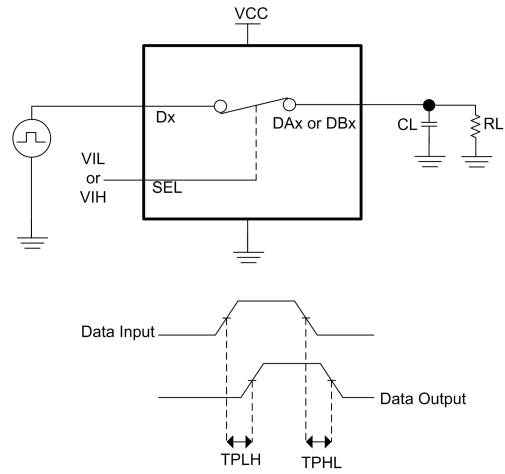 VCC
Dx
DAx or DBx
CL
RL
VIL
or
VIH
SEL
Data Input
Data Output
TPLH
TPHL